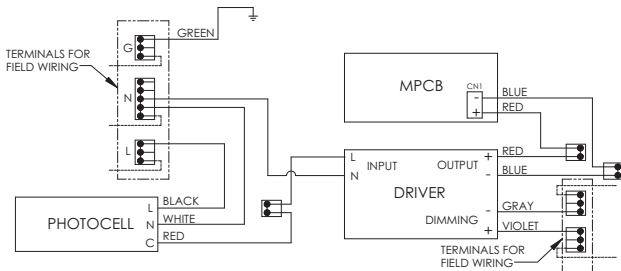 GREEN
G
TERMINALS FOR
FIELD WIRING
N
L
MPCB
CN1
-
+
BLUE
RED
L INPUT OUTPUT +
N -
RED
BLUE
DRIVER
DIMMING -
+
GRAY
VIOLET
TERMINALS FOR
FIELD WIRING
PHOTOCELL
L BLACK
N WHITE
C RED